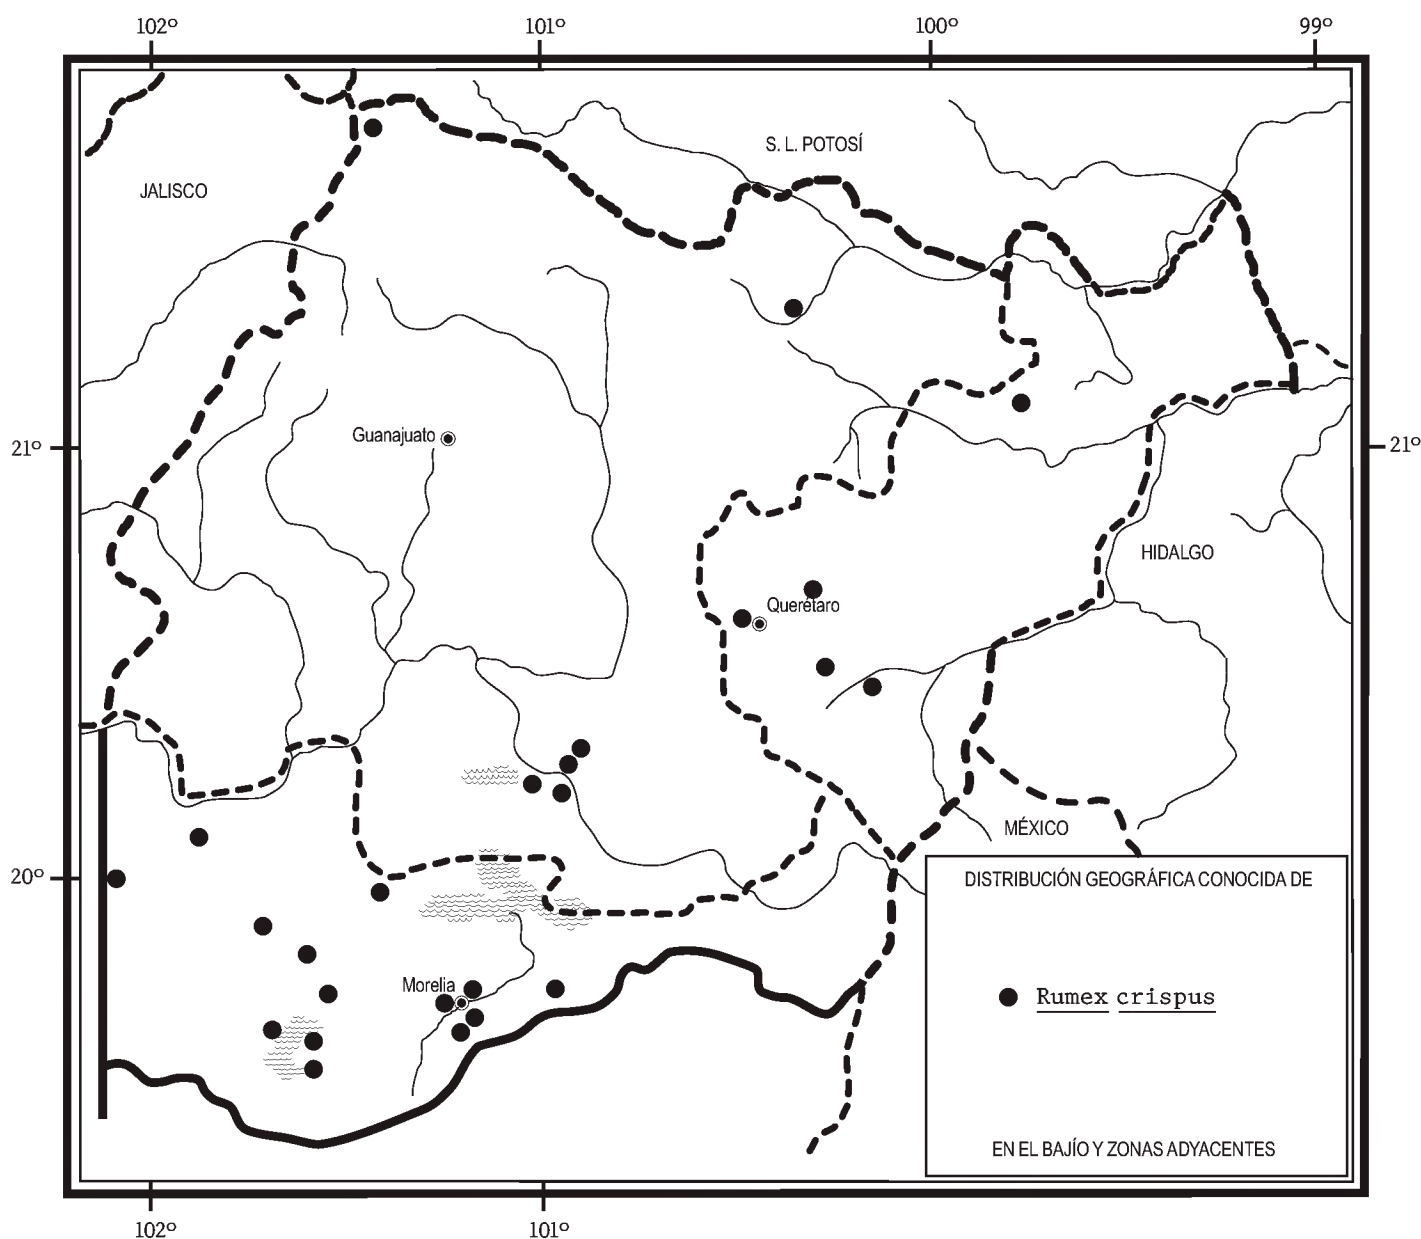 102º 101º 100º 99º
S. L. POTOSÍ
JALISCO
Guanajuato
21º 21º
HIDALGO
Querétaro
MÉXICO
20º
DISTRIBUCIÓN GEOGRÁFICA CONOCIDA DE
Morelia
Rumex crispus
EN EL BAJÍO Y ZONAS ADYACENTES
102º 101º